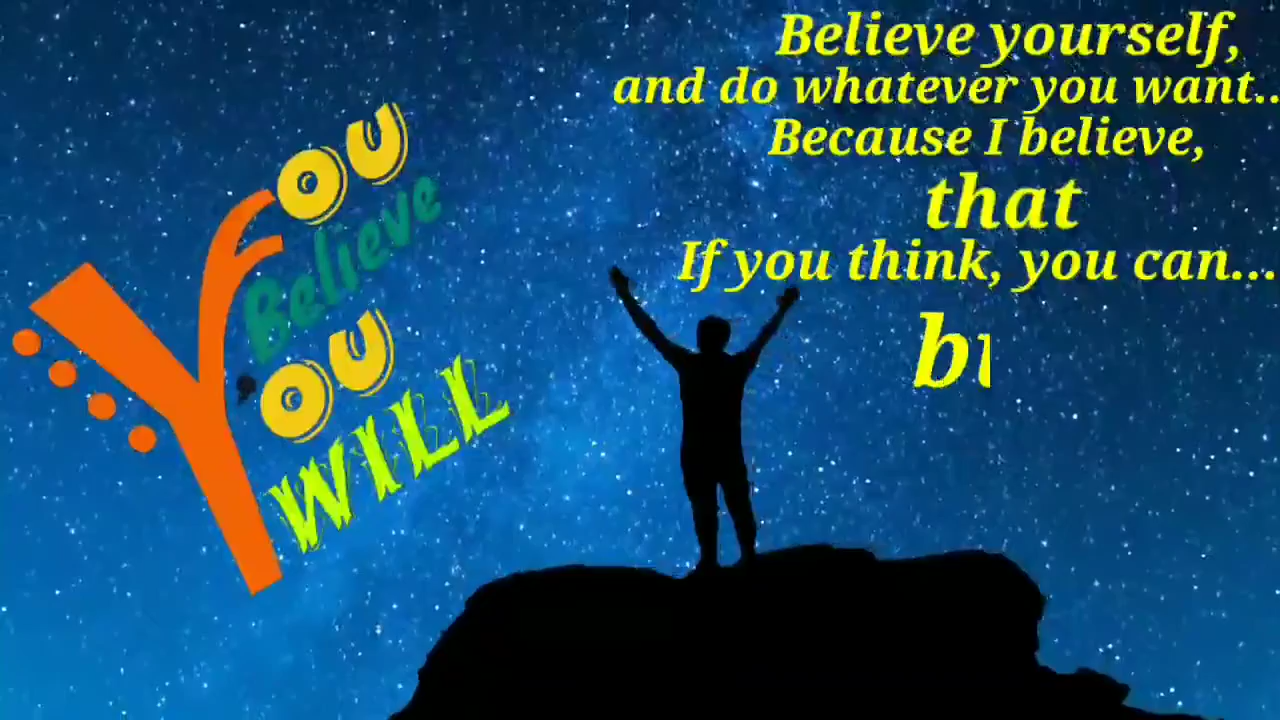 You
Believe
You
WILL
Believe yourself,
and do whatever you want..
Because I believe,
that
If you think, you can...